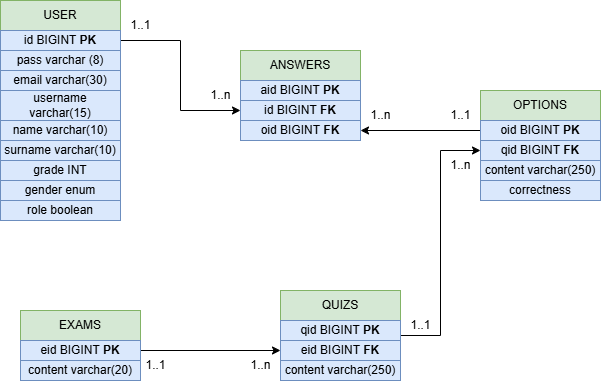 USER
id BIGINT PK
pass varchar (8)
email varchar(30)
username
varchar(15)
name varchar(10)
surname varchar(10)
grade INT
gender enum
role boolean
1..1
1..n
ANSWERS
aid BIGINT PK
id BIGINT FK
oid BIGINT FK
1..n
1..1
OPTIONS
oid BIGINT PK
qid BIGINT FK
content varchar(250)
correctness
1..n
EXAMS
eid BIGINT PK
content varchar(20)
1..1
1..n
QUIZS
qid BIGINT PK
eid BIGINT FK
content varchar(250)
1..1